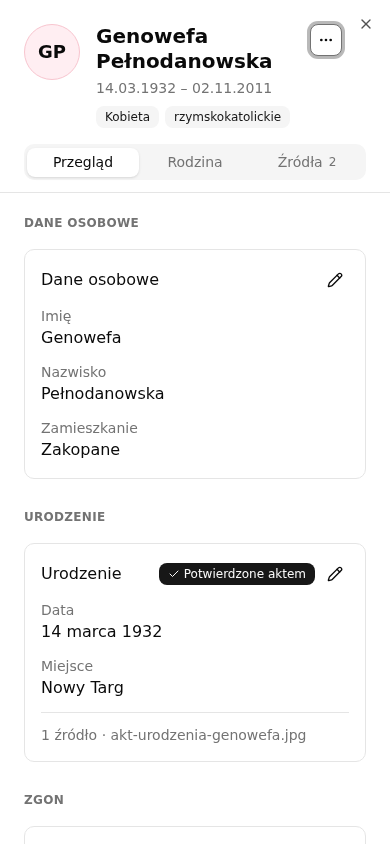 GP
Genowefa
Pełnodanowska
14.03.1932 – 02.11.2011
Kobieta
rzymskokatolickie
Przegląd
Rodzina
Źródła 2
DANE OSOBOWE
Dane osobowe
Imię
Genowefa
Nazwisko
Pełnodanowska
Zamieszkanie
Zakopane
URODZENIE
Urodzenie
Potwierdzone aktem
Data
14 marca 1932
Miejsce
Nowy Targ
1 źródło · akt-urodzenia-genowefa.jpg
ZGON